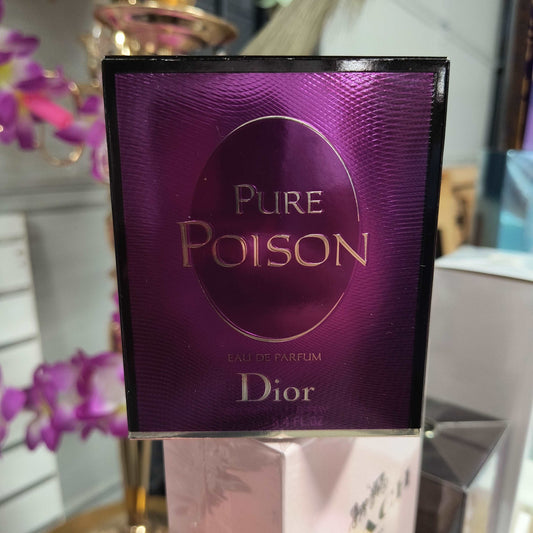 PURE
POISON
EAU DE PARFUM
Dior